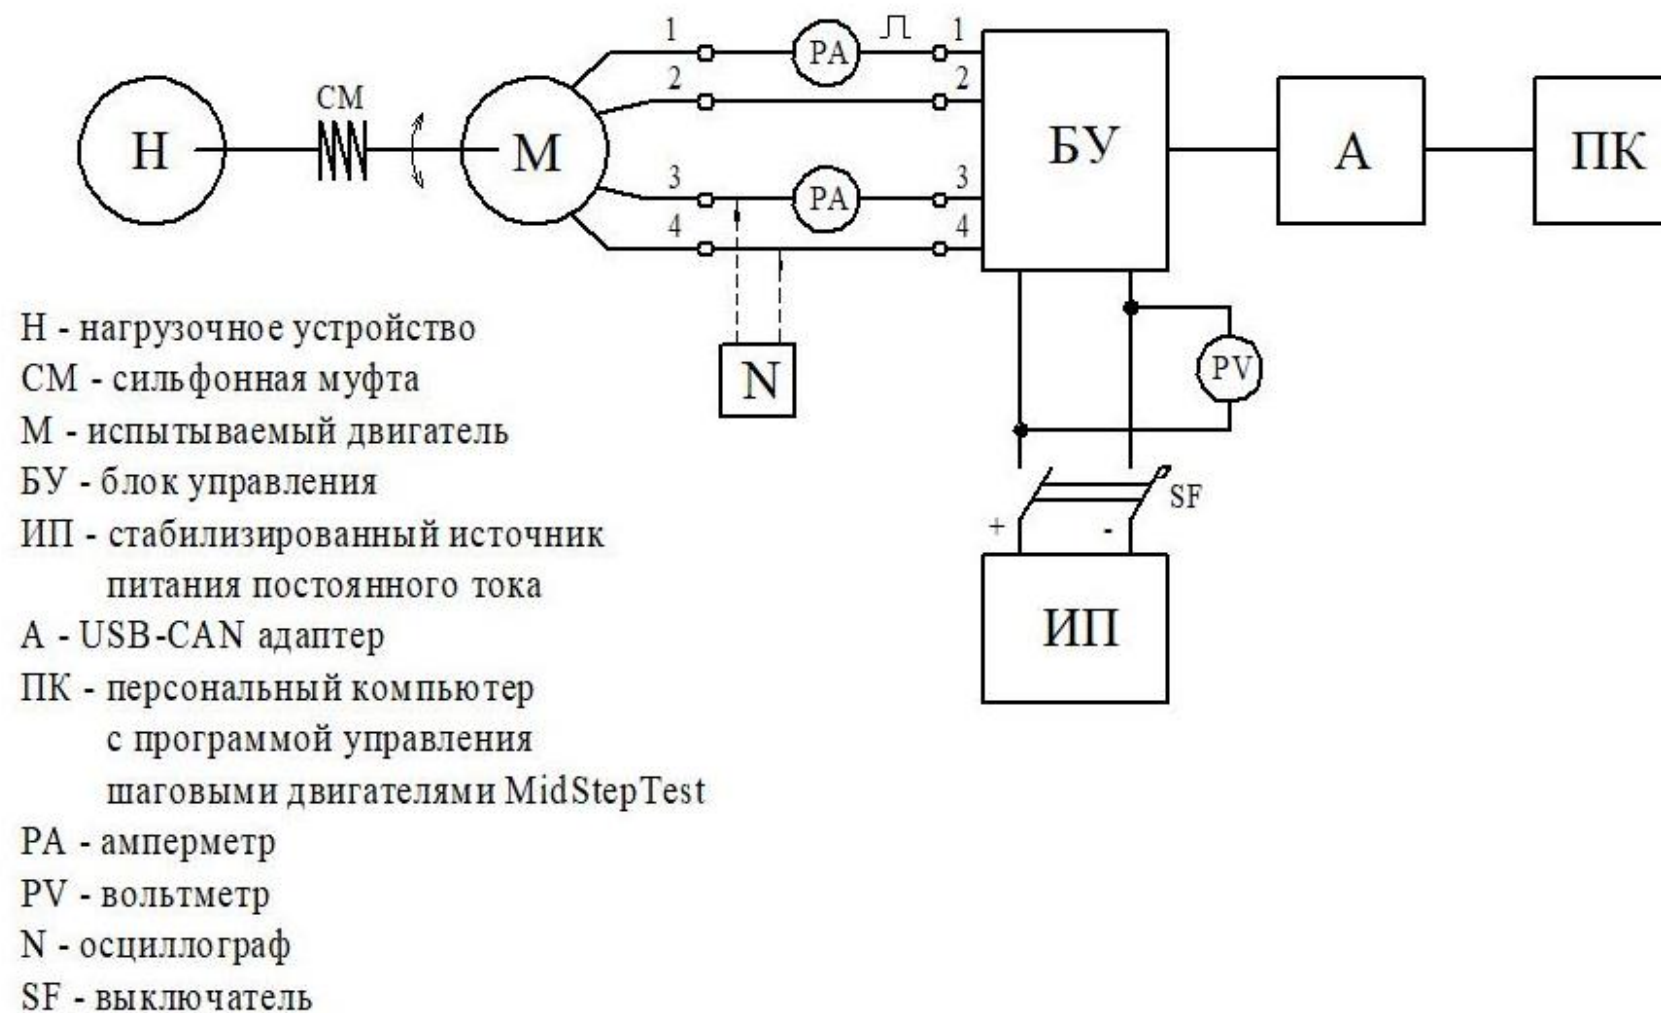 1
РА
1
2
2
СМ
Н
М
БУ
А
ПК
3
РА
3
4
4
Н - нагрузочное устройство
СМ - сильфонная муфта
М - испытываемый двигатель
БУ - блок управления
ИП - стабилизированный источник
питания постоянного тока
А - USB-CAN адаптер
ПК - персональный компьютер
с программой управления
шаговыми двигателями MidStepTest
РА - амперметр
PV - вольтметр
N - осциллограф
SF - выключатель
N
PV
SF
+
-
ИП